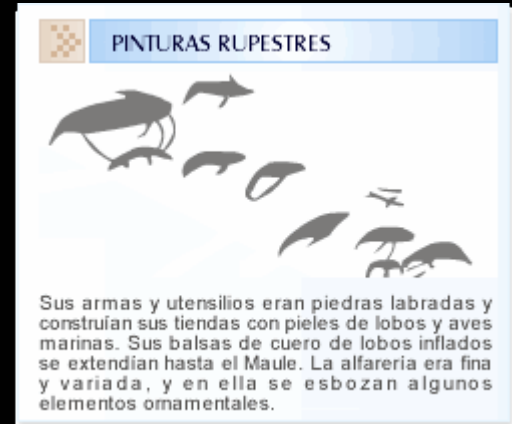 PINTURAS RUPESTRES
Sus armas y utensilios eran piedras labradas y
construían sus tiendas con pieles de lobos y aves
marinas. Sus balsas de cuero de lobos inflados
se extendían hasta el Maule. La alfarería era fina
y variada, y en ella se esbozan algunos
elementos ornamentales.